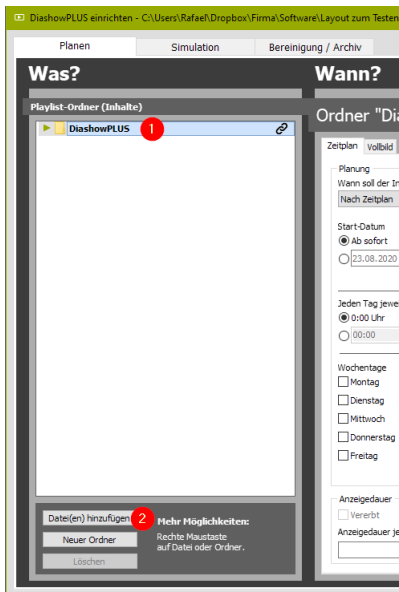 DiashowPLUS einrichten - C:\Users\Rafael\Dropbox\Firma\Software\Layout zum Testen
Planen
Simulation
Bereinigung / Archiv
Was?
Wann?
Playlist-Ordner (Inhalte)
DiashowPLUS
1
Ordner "Dia
Zeitplan
Vollbild
Planung
Wann soll der In
Nach Zeitplan
Start-Datum
Ab sofort
23.08.2020
Jeden Tag jewe
0:00 Uhr
00:00
Wochentage
Montag
Dienstag
Mittwoch
Donnerstag
Freitag
Anzeigedauer
Vererbt
Anzeigedauer je
Datei(en) hinzufügen
2
Neuer Ordner
Löschen
Mehr Möglichkeiten:
Rechte Maustaste
auf Datei oder Ordner.